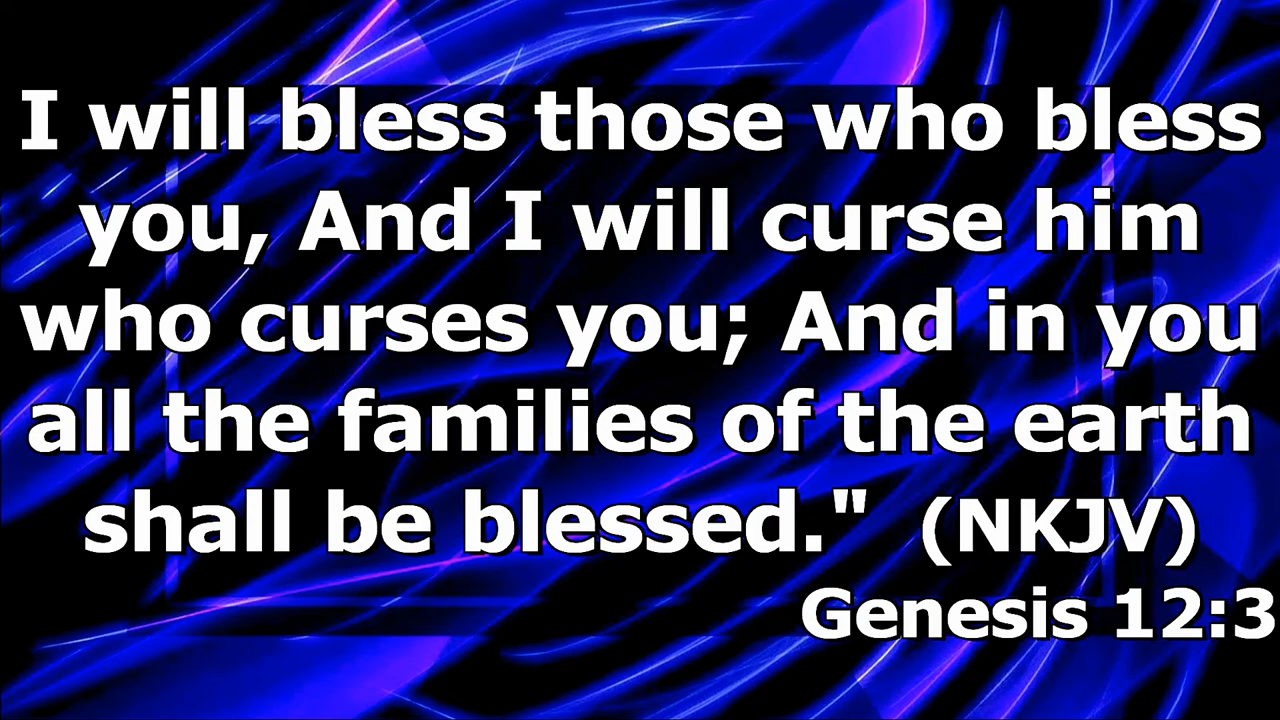 I will bless those who bless
you, And I will curse him
who curses you; And in you
all the families of the earth
shall be blessed." (NKJV)
Genesis 12:3